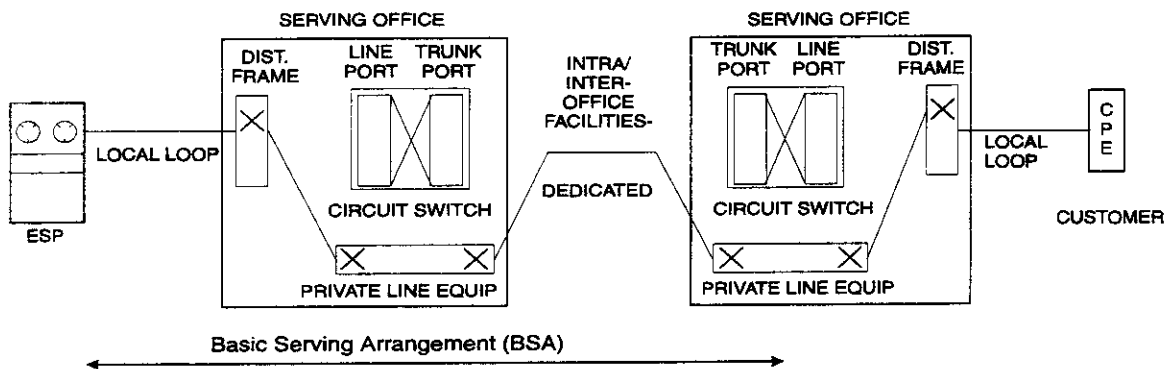 SERVING OFFICE
SERVING OFFICE
DIST.
FRAME
LINE
PORT
TRUNK
PORT
INTRA/
INTER-
OFFICE
FACILITIES-
TRUNK
PORT
LINE
PORT
DIST.
FRAME
CPE
LOCAL LOOP
LOCAL
LOOP
DEDICATED
CIRCUIT SWITCH
CIRCUIT SWITCH
ESP
CUSTOMER
PRIVATE LINE EQUIP
PRIVATE LINE EQUIP
Basic Serving Arrangement (BSA)